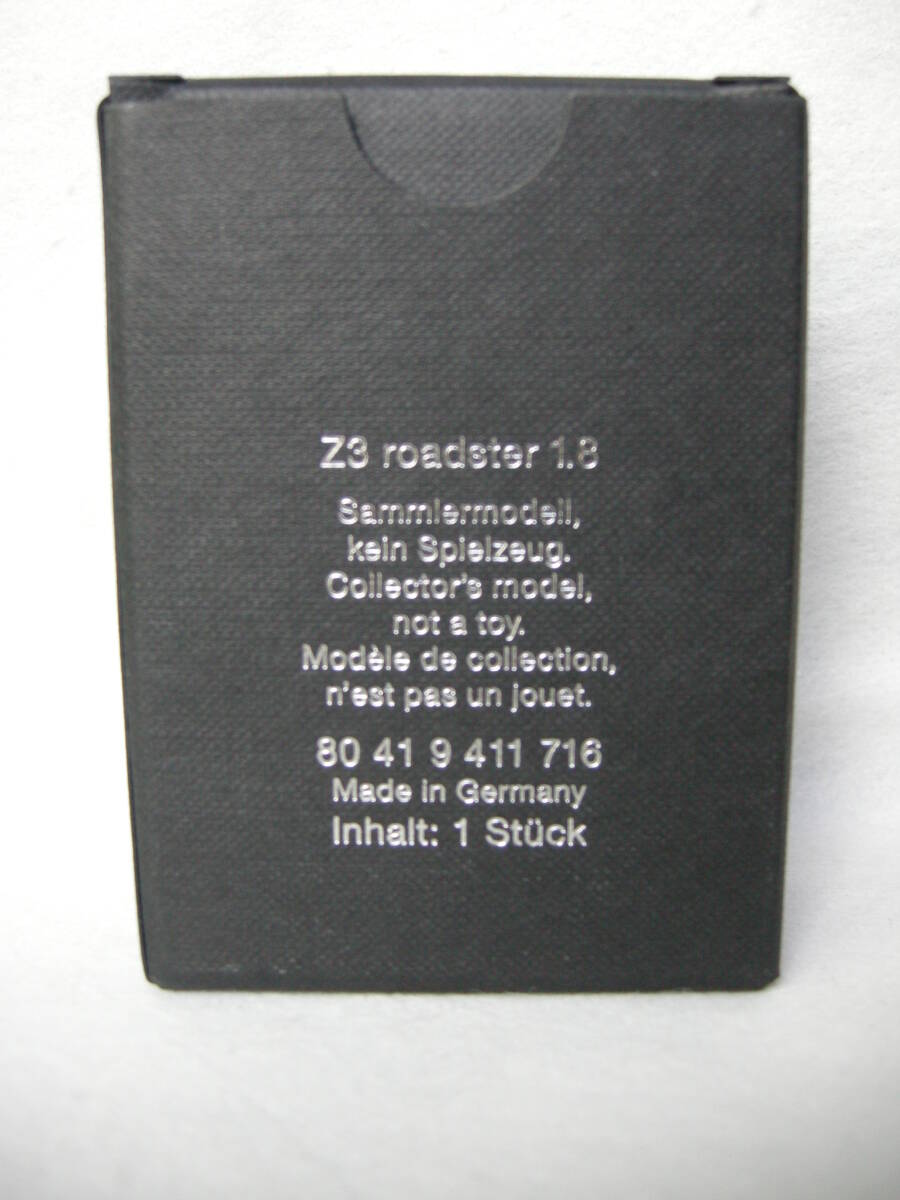 Z3 roadster 1.8
Sammlermodell,
kein Spielzeug.
Collector's model,
not a toy.
Modèle de collection,
n'est pas un jouet.
80 41 9 411 716
Made in Germany
Inhalt: 1 Stück